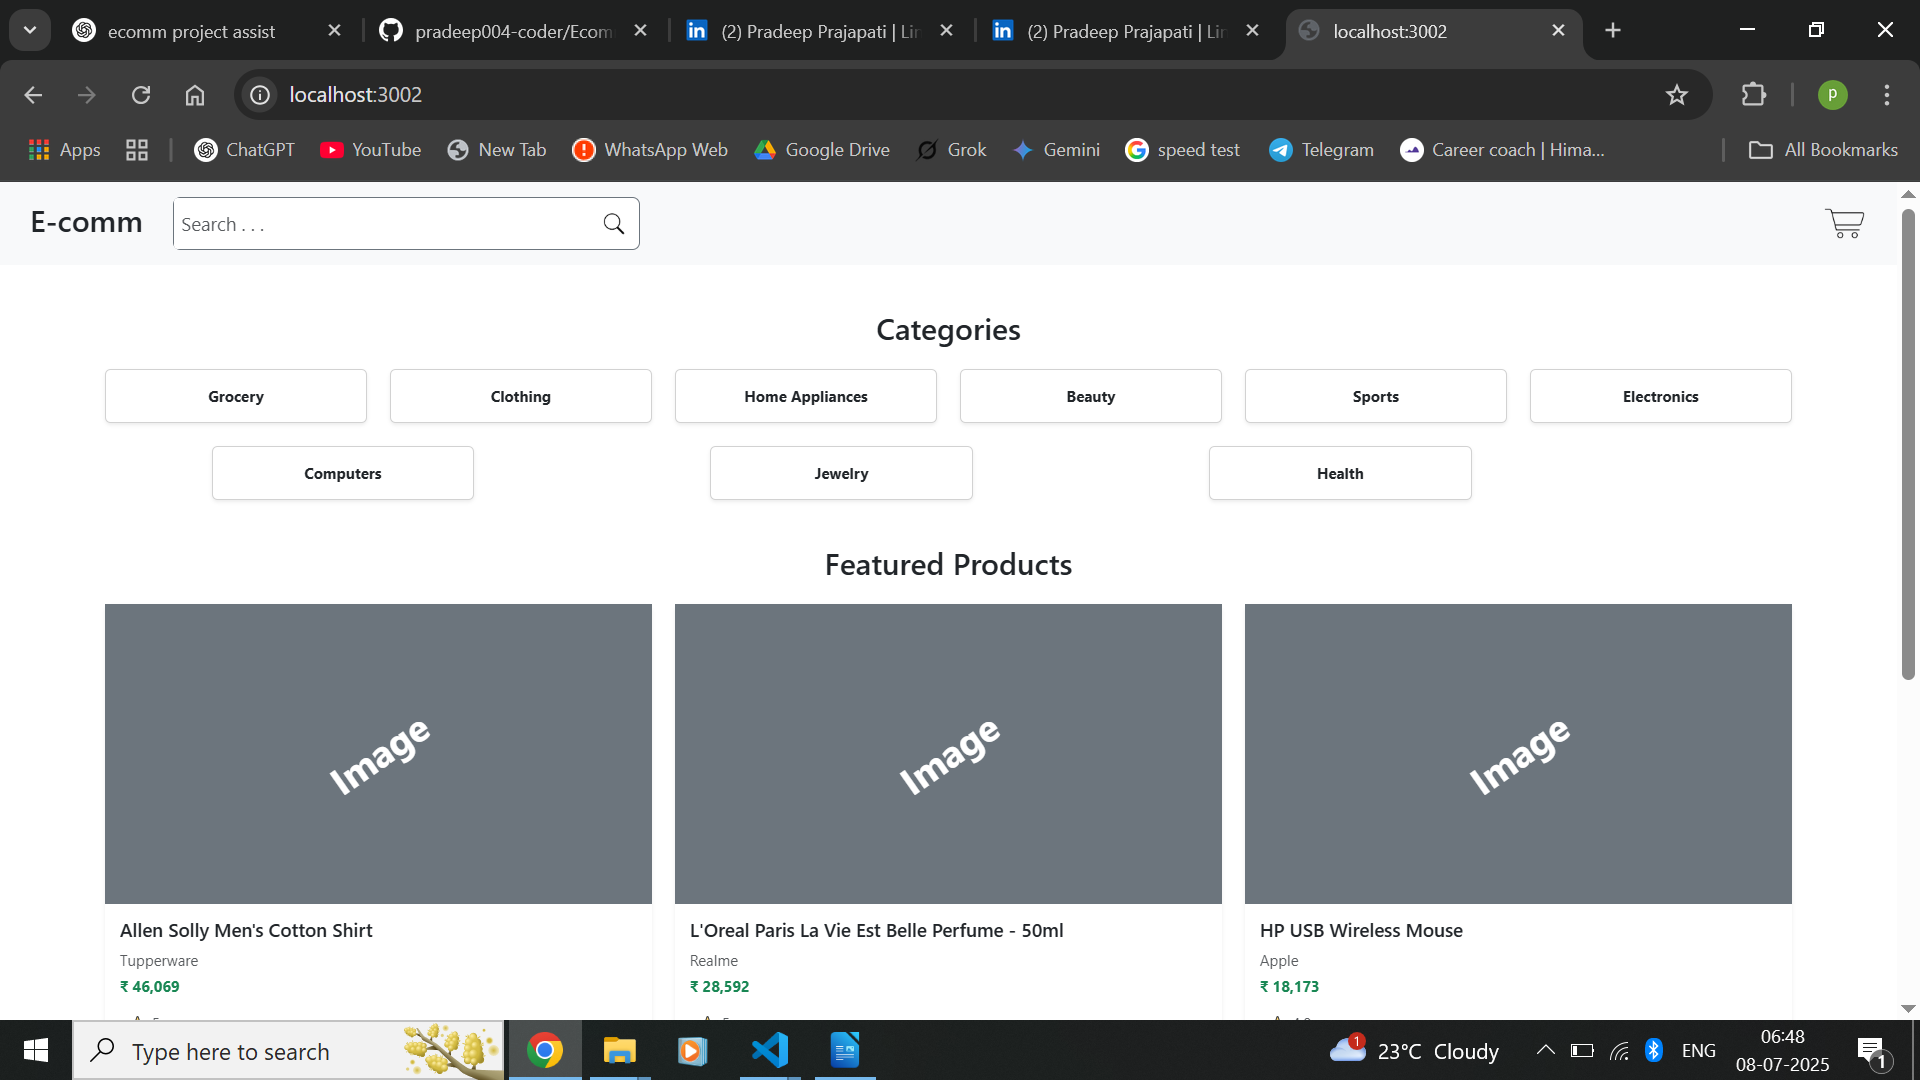 ecomm project assist
pradeep004-coder/Ecom
(2) Pradeep Prajapati | Lin
(2) Pradeep Prajapati | Lin
localhost:3002
localhost:3002
p
Apps
ChatGPT
YouTube
New Tab
WhatsApp Web
Google Drive
Grok
Gemini
speed test
Telegram
Career coach | Hima...
All Bookmarks
E-comm
Search . . .
Categories
Grocery
Clothing
Home Appliances
Beauty
Sports
Electronics
Computers
Jewelry
Health
Featured Products
Image
Image
Image
Allen Solly Men's Cotton Shirt
L'Oreal Paris La Vie Est Belle Perfume - 50ml
HP USB Wireless Mouse
Tupperware
Realme
Apple
₹ 46,069
₹ 28,592
₹ 18,173
Type here to search
1
23°C Cloudy
ENG
06:48
08-07-2025
1